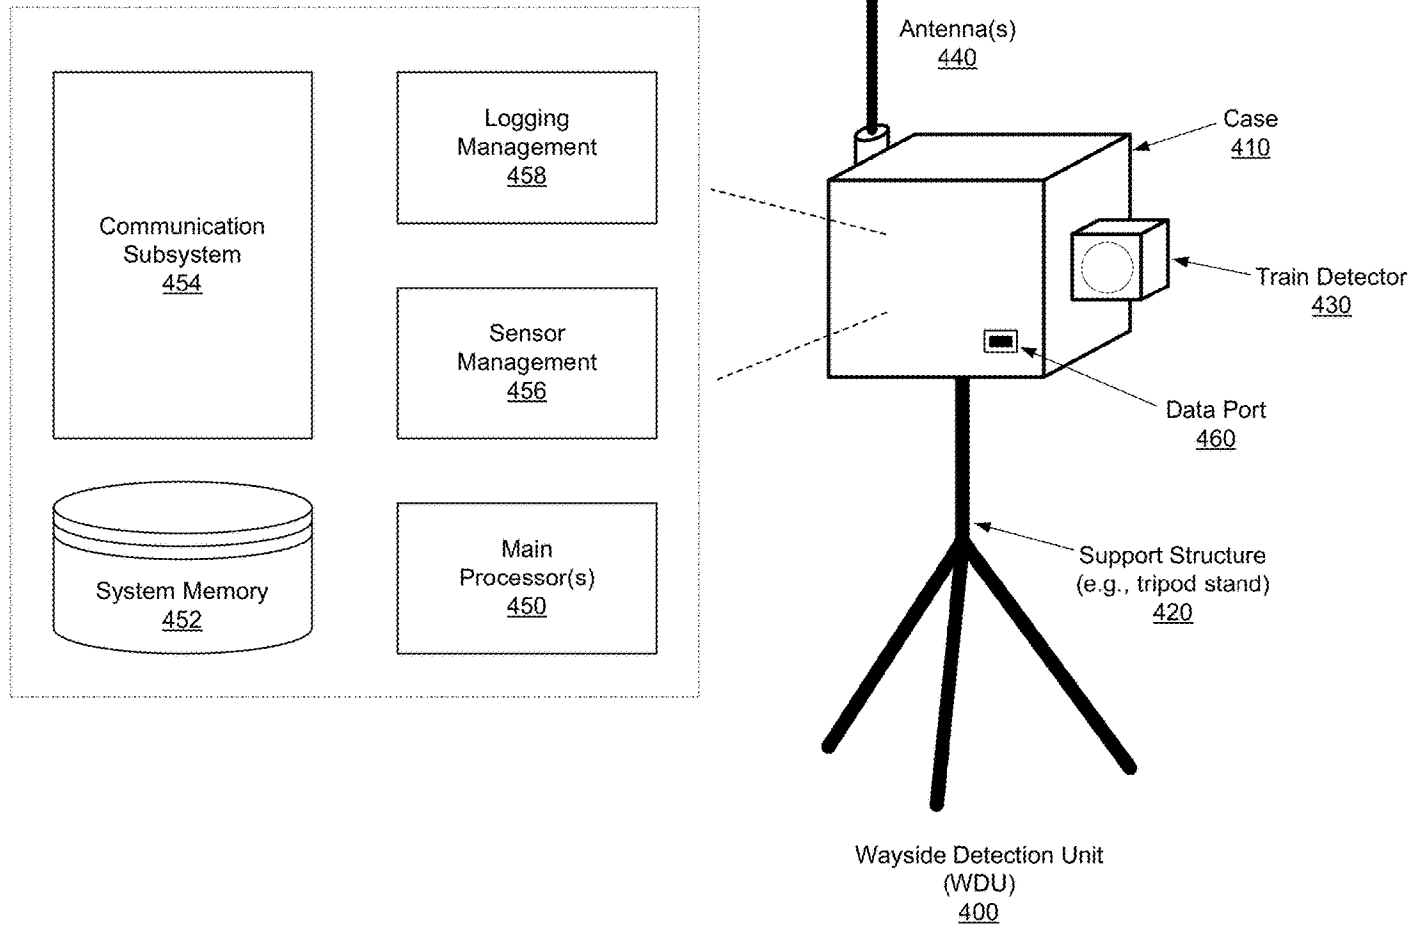 Communication
Subsystem
454
Logging
Management
458
Sensor
Management
456
System Memory
452
Main
Processor(s)
450
Antenna(s)
440
Case
410
Train Detector
430
Data Port
460
Support Structure
(e.g., tripod stand)
420
Wayside Detection Unit
(WDU)
400